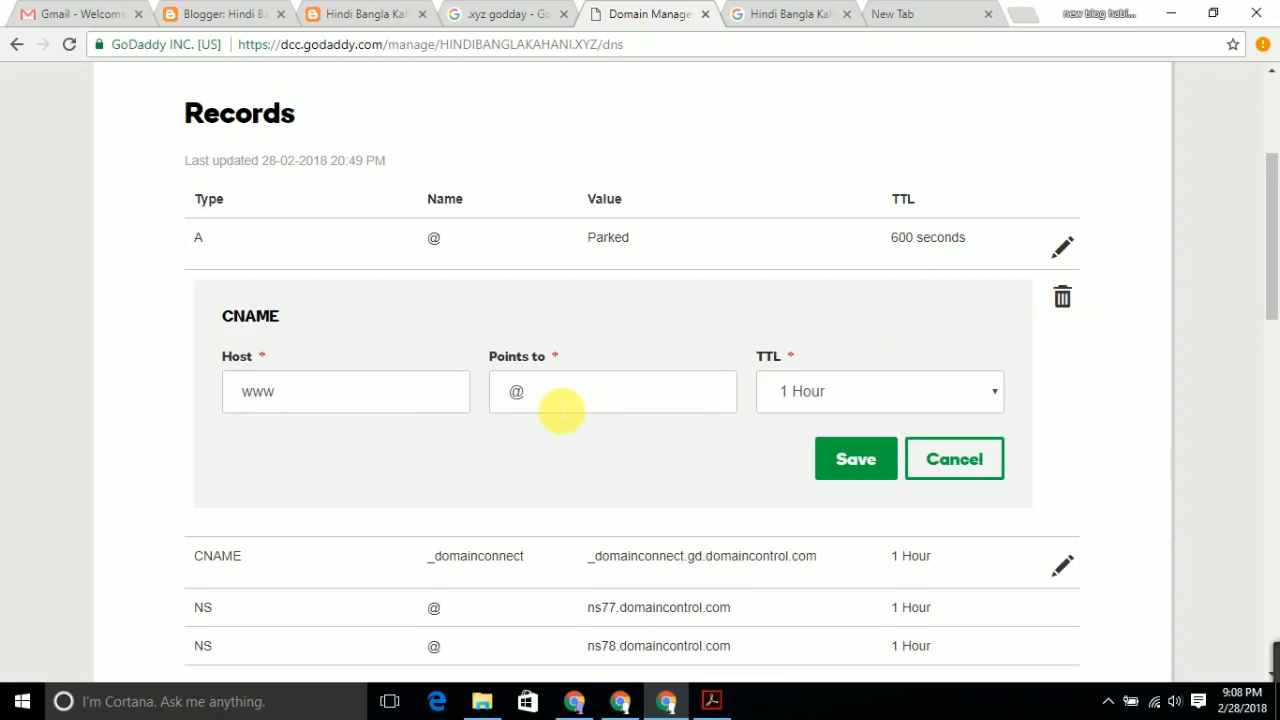 Gmail - Welcome
Blogger: Hindi Ba
Hindi Bangla Kah
.xyz godday - Go
Domain Manage
Hindi Bangla Kah
New Tab
new blog habi...
GoDaddy INC. [US] https://dcc.godaddy.com/manage/HINDIBANGLAKAHANI.XYZ/dns
Records
Last updated 28-02-2018 20:49 PM
Type Name Value TTL
A @ Parked 600 seconds
CNAME
Host * Points to * TTL *
www @ 1 Hour
Save Cancel
CNAME _domainconnect _domainconnect.gd.domaincontrol.com 1 Hour
NS @ ns77.domaincontrol.com 1 Hour
NS @ ns78.domaincontrol.com 1 Hour
I'm Cortana. Ask me anything.
9:08 PM
2/28/2018